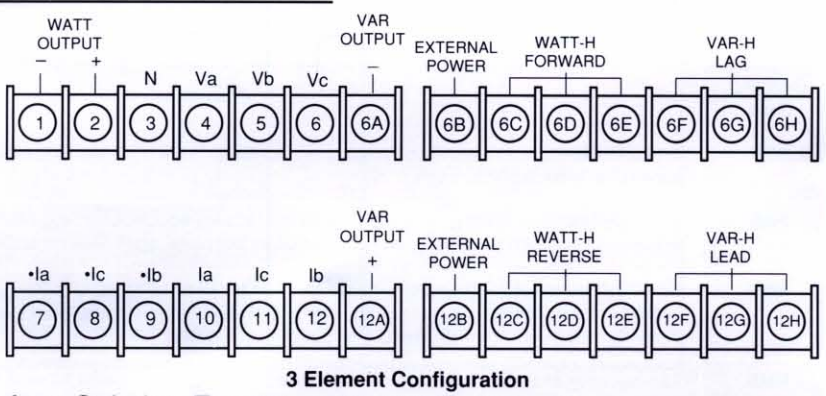 WATT
OUTPUT
– +
N Va Vb Vc
VAR
OUTPUT
–
EXTERNAL
POWER
WATT-H
FORWARD
VAR-H
LAG
1 2 3 4 5 6 6A 6B 6C 6D 6E 6F 6G 6H
•Ia •Ic •Ib Ia Ic Ib
VAR
OUTPUT
+
EXTERNAL
POWER
WATT-H
REVERSE
VAR-H
LEAD
7 8 9 10 11 12 12A 12B 12C 12D 12E 12F 12G 12H
3 Element Configuration